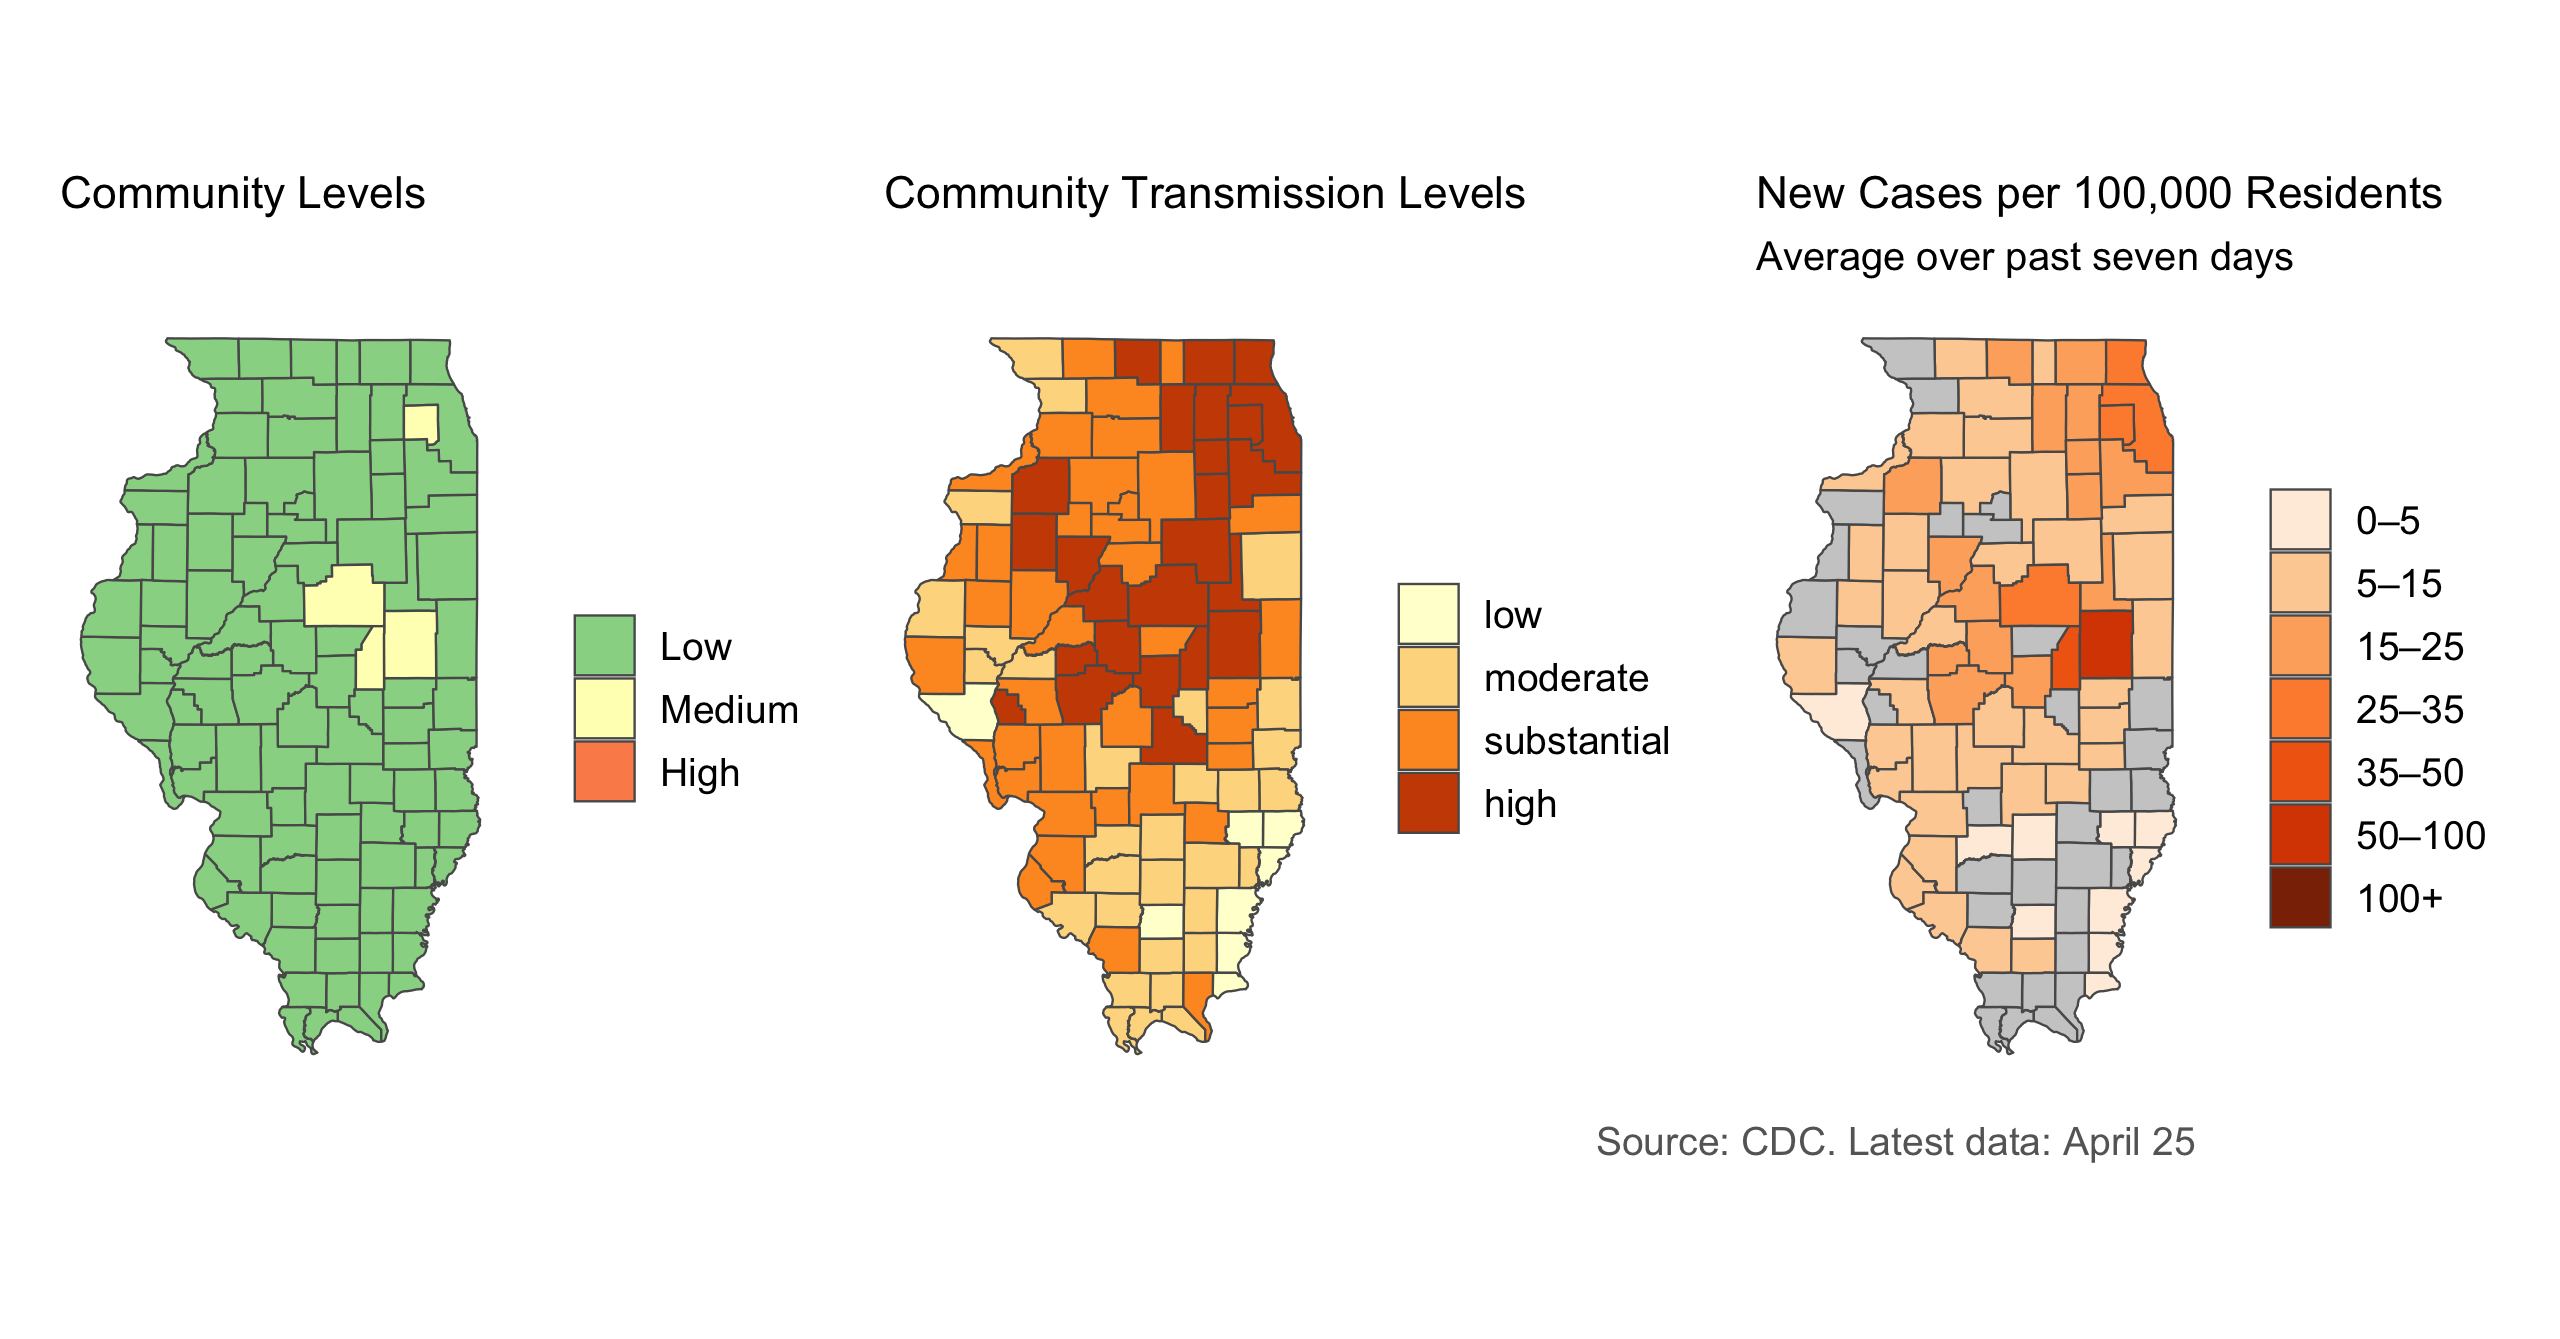 Community Levels
Low
Medium
High
Community Transmission Levels
low
moderate
substantial
high
New Cases per 100,000 Residents
Average over past seven days
0–5
5–15
15–25
25–35
35–50
50–100
100+
Source: CDC. Latest data: April 25